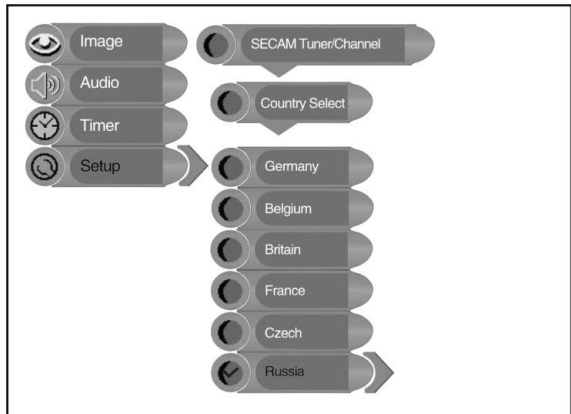 Image
Audio
Timer
Setup
SECAM Tuner/Channel
Country Select
Germany
Belgium
Britain
France
Czech
Russia